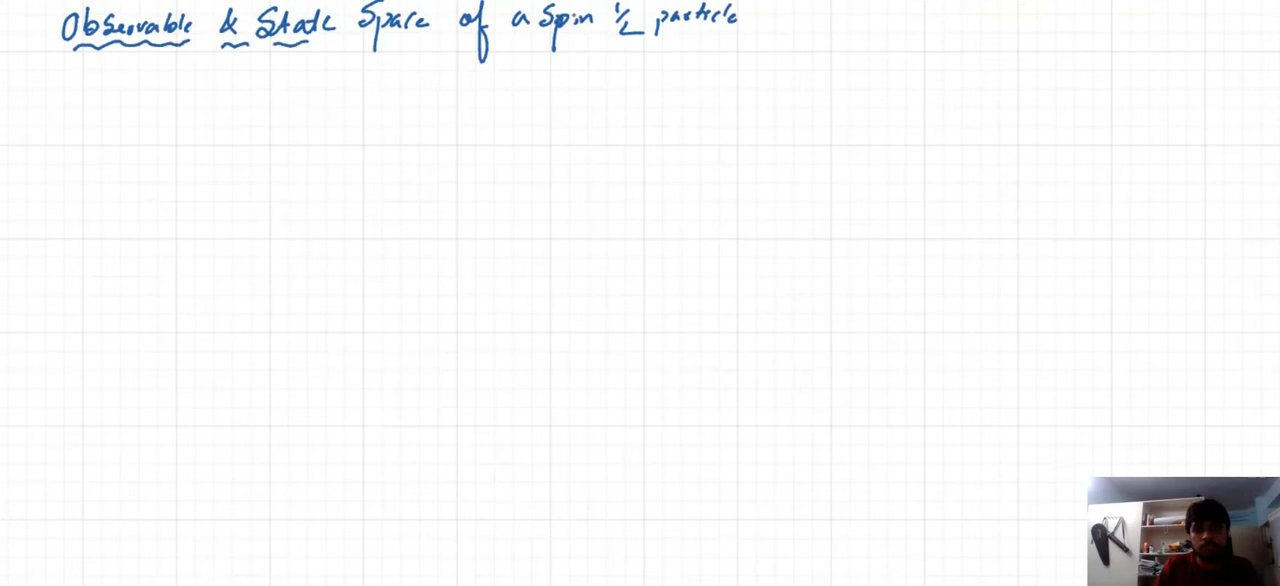 Observable & State Space of a Spin 1/2 particle